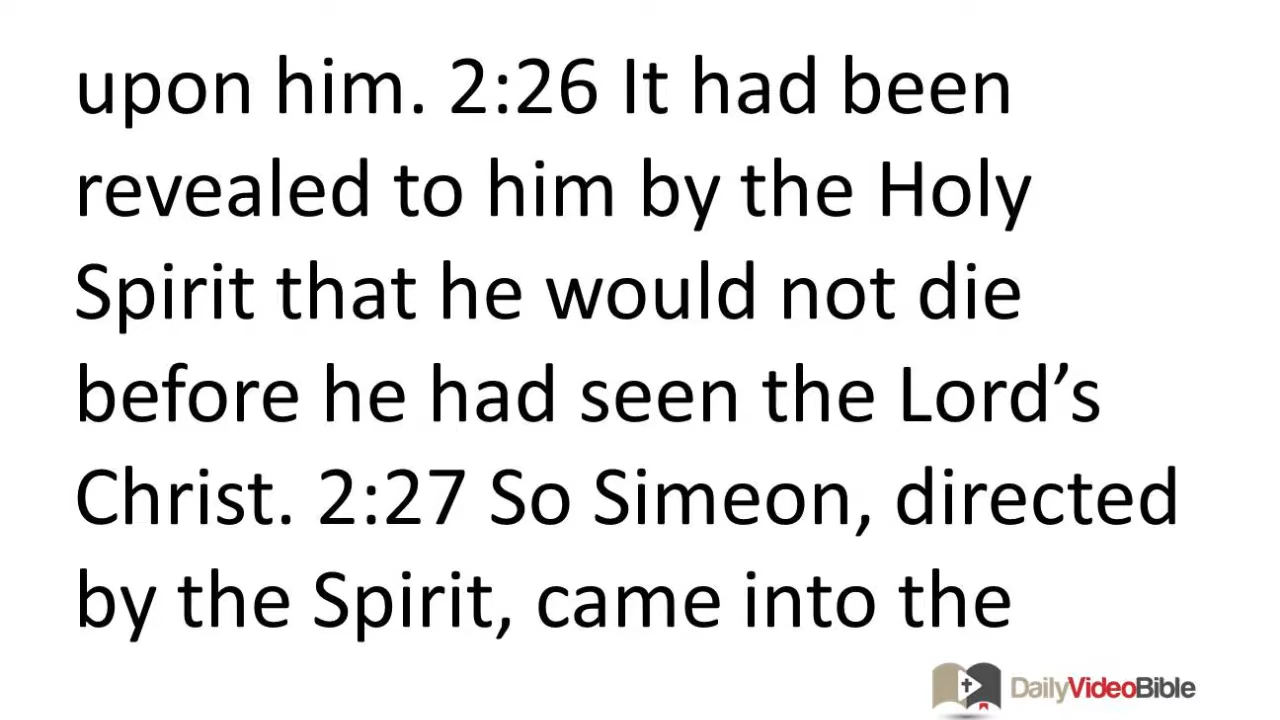 upon him. 2:26 It had been
revealed to him by the Holy
Spirit that he would not die
before he had seen the Lord’s
Christ. 2:27 So Simeon, directed
by the Spirit, came into the
DailyVideoBible